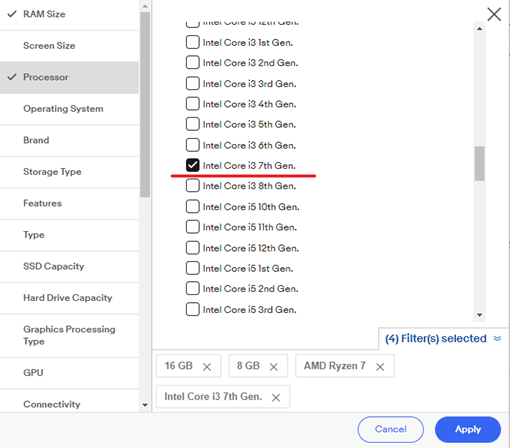 RAM Size
Screen Size
Processor
Operating System
Brand
Storage Type
Features
Type
SSD Capacity
Hard Drive Capacity
Graphics Processing
Type
GPU
Connectivity
Intel Core i3 12th Gen.
Intel Core i3 1st Gen.
Intel Core i3 2nd Gen.
Intel Core i3 3rd Gen.
Intel Core i3 4th Gen.
Intel Core i3 5th Gen.
Intel Core i3 6th Gen.
Intel Core i3 7th Gen.
Intel Core i3 8th Gen.
Intel Core i5 10th Gen.
Intel Core i5 11th Gen.
Intel Core i5 12th Gen.
Intel Core i5 1st Gen.
Intel Core i5 2nd Gen.
Intel Core i5 3rd Gen.
(4) Filter(s) selected
16 GB
8 GB
AMD Ryzen 7
Intel Core i3 7th Gen.
Cancel
Apply